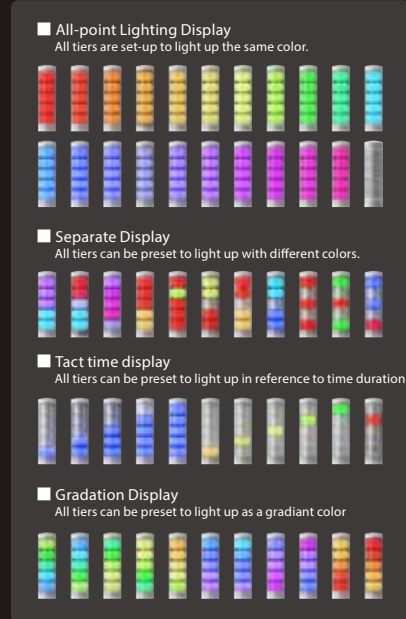 All-point Lighting Display
All tiers are set-up to light up the same color.
Separate Display
All tiers can be preset to light up with different colors.
Tact time display
All tiers can be preset to light up in reference to time duration
Gradation Display
All tiers can be preset to light up as a gradiant color